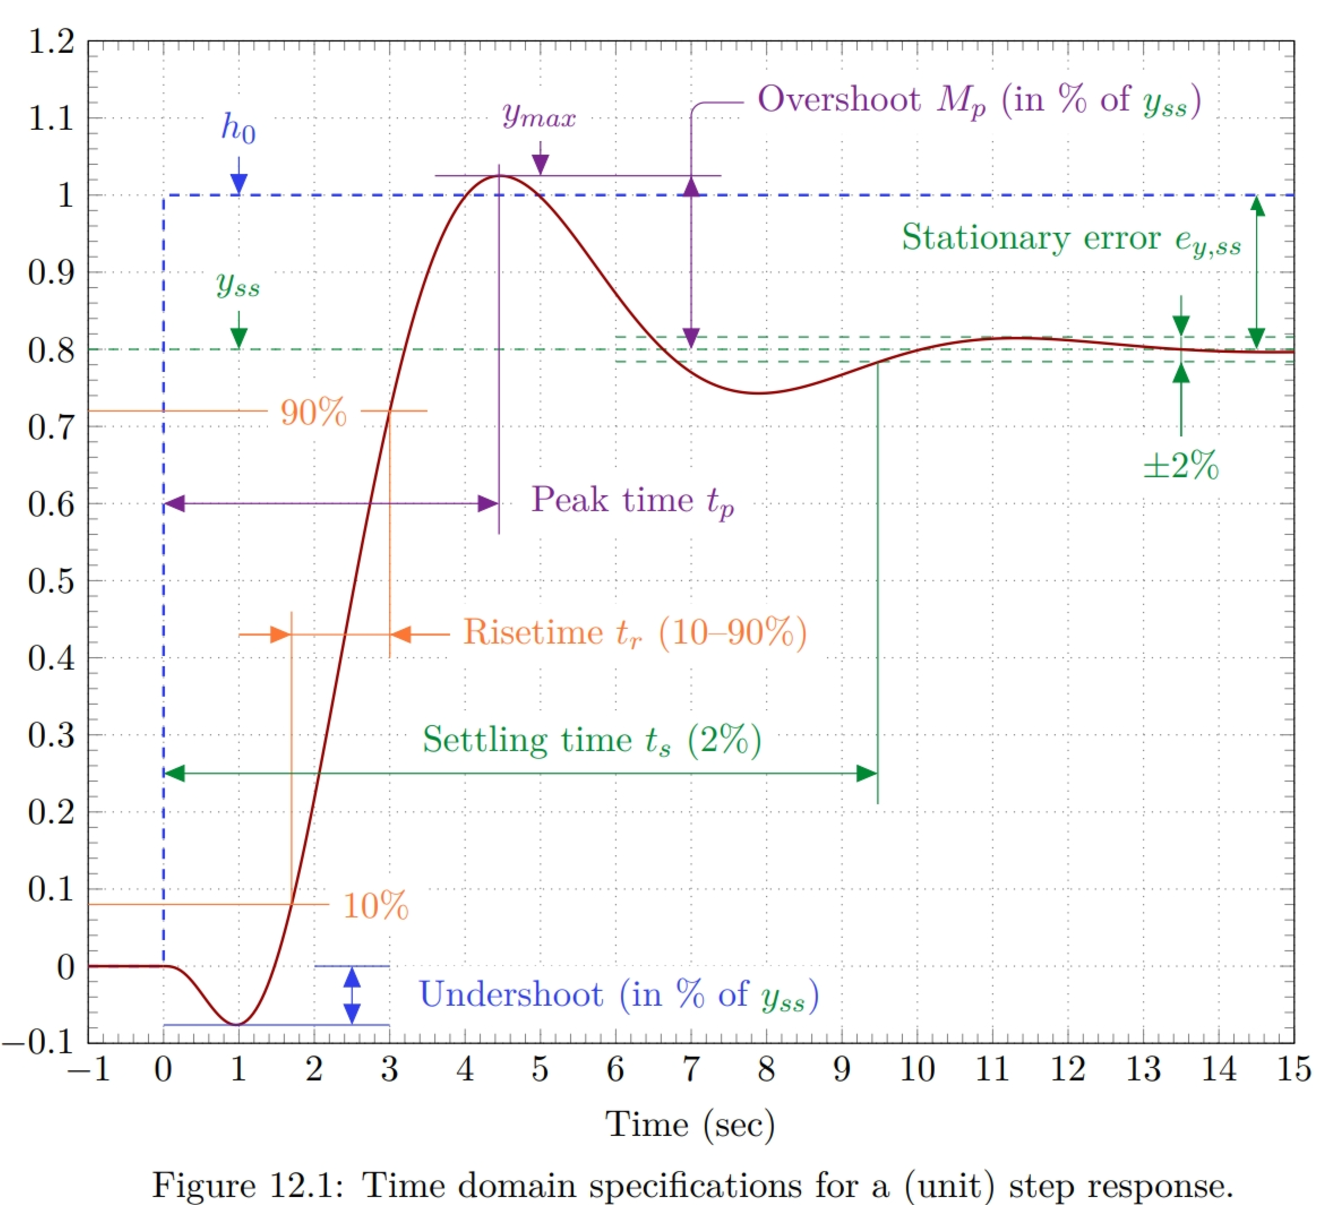 1.2
Overshoot Mₚ (in % of yₛₛ)
1.1
h₀
yₘₐₓ
1
Stationary error e_{y,ss}
0.9
yₛₛ
0.8
90%
0.7
±2%
0.6
Peak time tₚ
0.5
Risetime tᵣ (10–90%)
0.4
0.3
Settling time tₛ (2%)
0.2
0.1
10%
0
Undershoot (in % of yₛₛ)
−0.1
−1 0 1 2 3 4 5 6 7 8 9 10 11 12 13 14 15
Time (sec)
Figure 12.1: Time domain specifications for a (unit) step response.